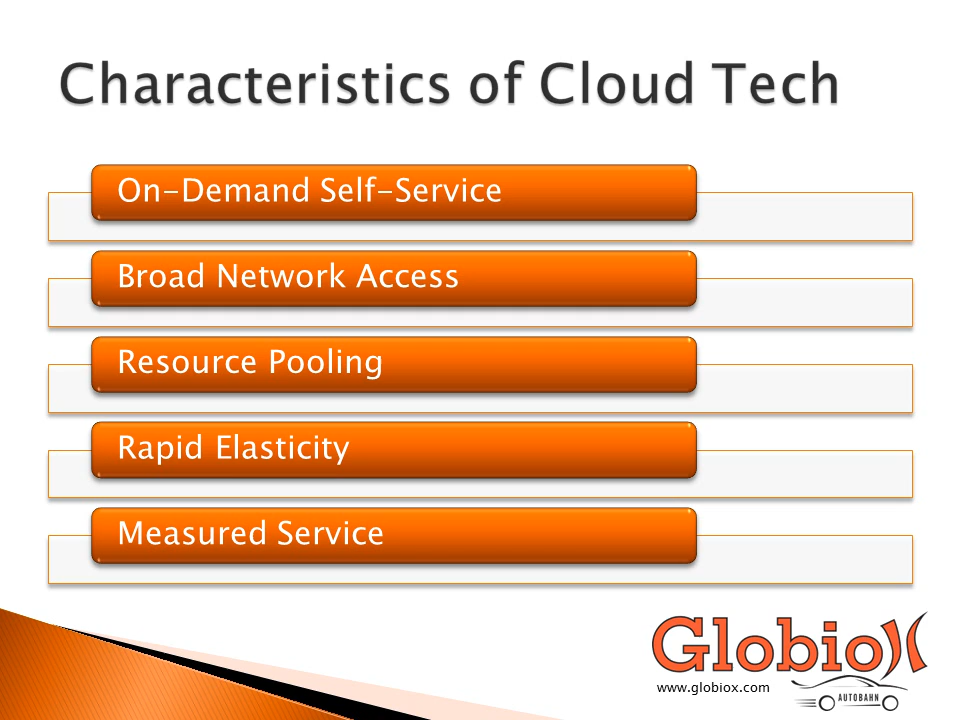 Characteristics of Cloud Tech
On-Demand Self-Service
Broad Network Access
Resource Pooling
Rapid Elasticity
Measured Service
Globiox
www.globiox.com
AUTOBAHN